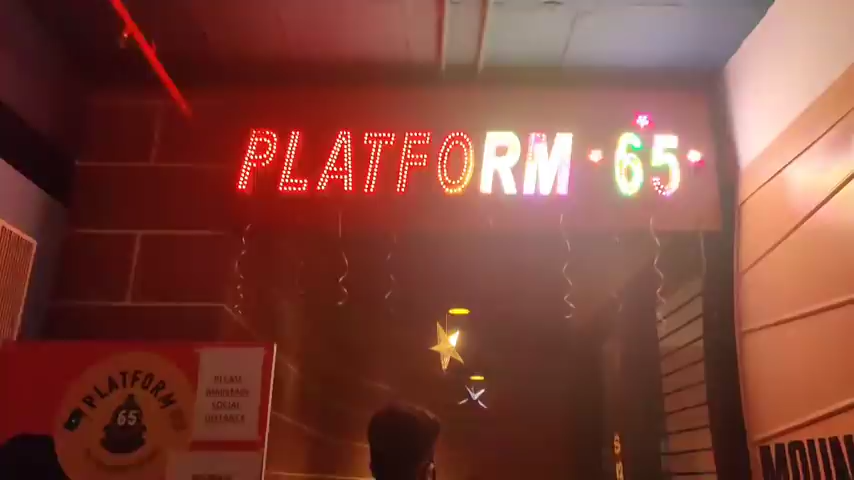 PLATFORM 65
PLATFORM
65
PLEASE
MAINTAIN
SOCIAL
DISTANCE